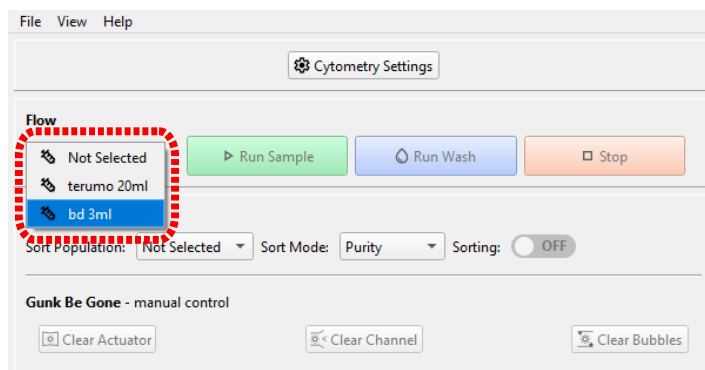 File View Help
Cytometry Settings
Flow
Not Selected
terumo 20ml
bd 3ml
Run Sample
Run Wash
Stop
Sort Population: Not Selected Sort Mode: Purity Sorting: OFF
Gunk Be Gone - manual control
Clear Actuator Clear Channel Clear Bubbles